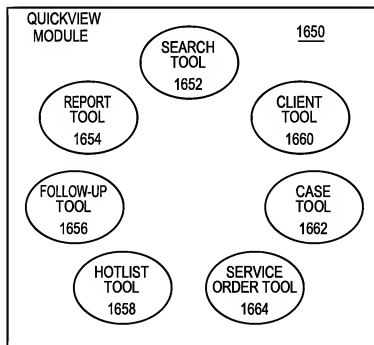 QUICKVIEW
MODULE
1650
SEARCH
TOOL
1652
REPORT
TOOL
1654
CLIENT
TOOL
1660
FOLLOW-UP
TOOL
1656
CASE
TOOL
1662
HOTLIST
TOOL
1658
SERVICE
ORDER TOOL
1664